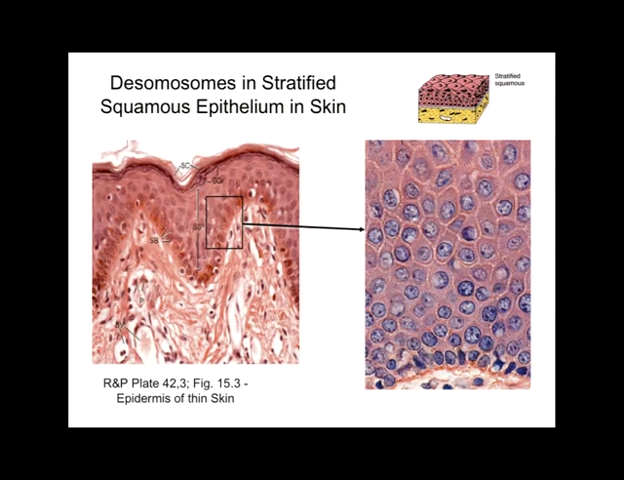 Desomosomes in Stratified
Squamous Epithelium in Skin
Stratified
squamous
SC
SS
SB
R&P Plate 42,3; Fig. 15.3 -
Epidermis of thin Skin